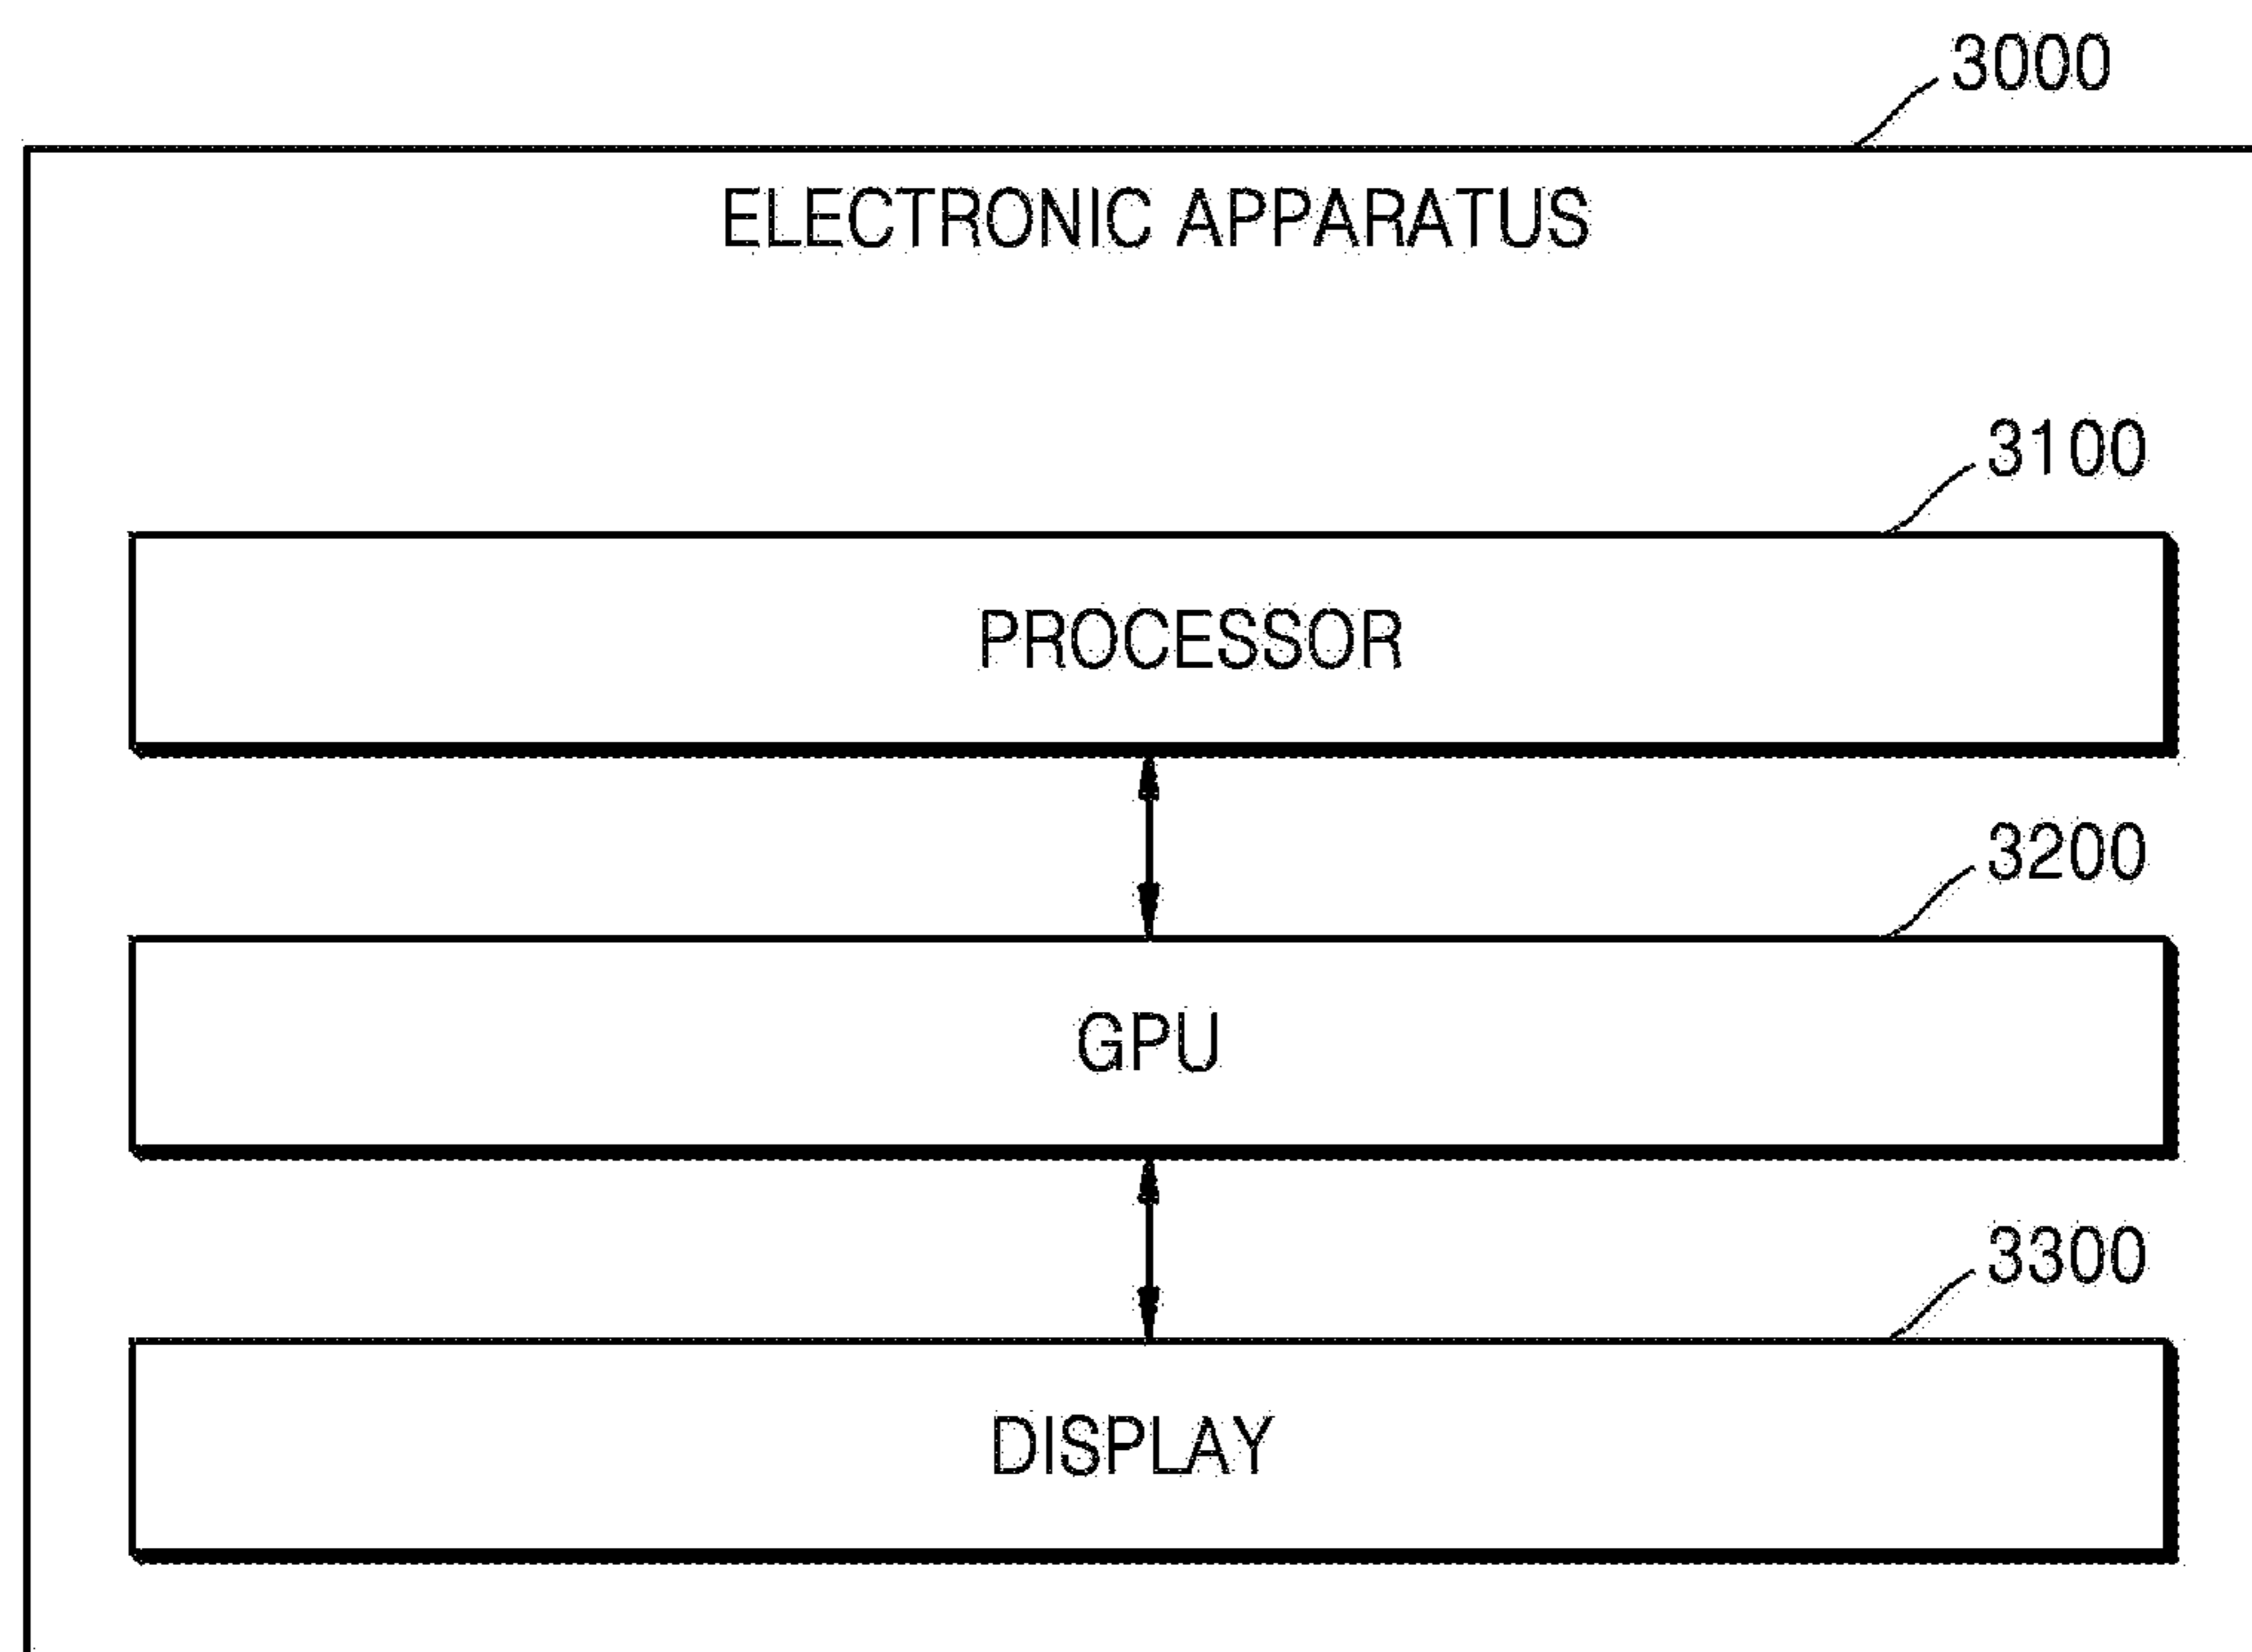 3000
ELECTRONIC APPARATUS
3100
PROCESSOR
3200
GPU
3300
DISPLAY